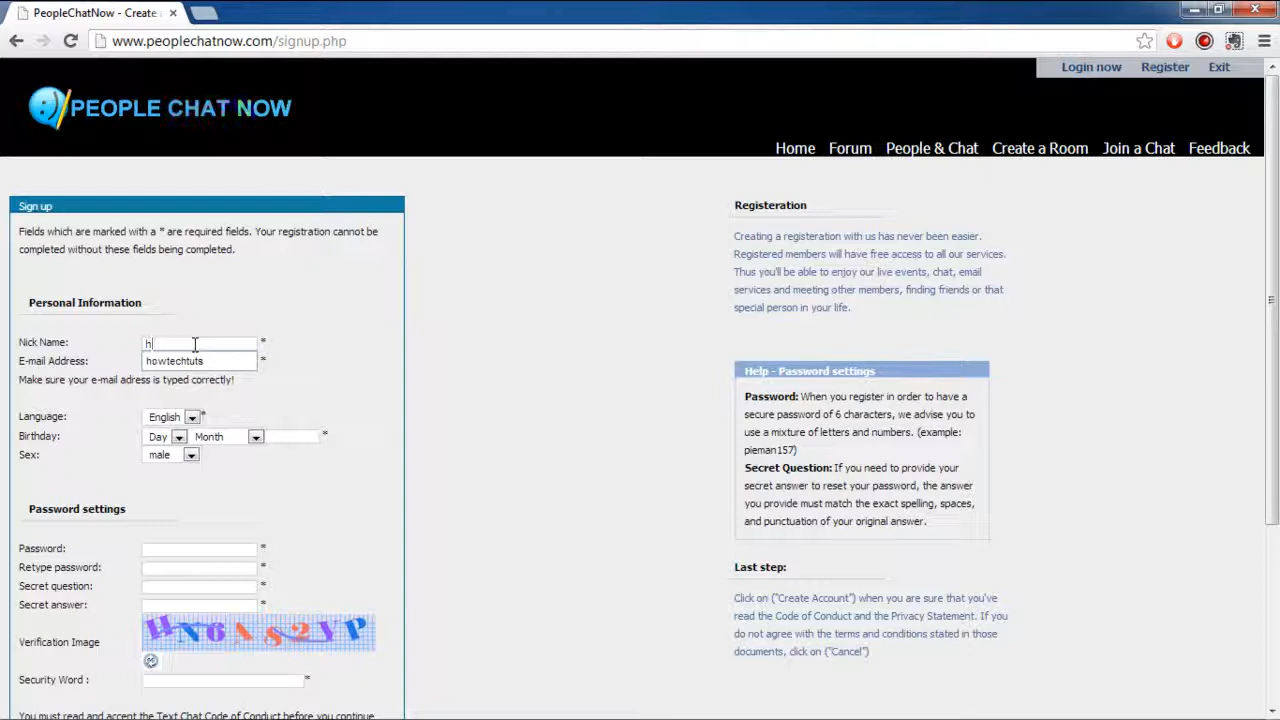 PeopleChatNow - Create
www.peoplechatnow.com/signup.php
Login now Register Exit
PEOPLE CHAT NOW
Home Forum People & Chat Create a Room Join a Chat Feedback
Sign up
Fields which are marked with a * are required fields. Your registration cannot be
completed without these fields being completed.
Personal Information
Nick Name: h *
E-mail Address: howtechtuts *
Make sure your e-mail adress is typed correctly!
Language: English *
Birthday: Day Month *
Sex: male
Password settings
Password: *
Retype password: *
Secret question: *
Secret answer: *
Verification Image HN6AS2YP
Security Word : *
You must read and accept the Text Chat Code of Conduct before you continue
Registeration
Creating a registeration with us has never been easier.
Registered members will have free access to all our services.
Thus you'll be able to enjoy our live events, chat, email
services and meeting other members, finding friends or that
special person in your life.
Help - Password settings
Password: When you register in order to have a
secure password of 6 characters, we advise you to
use a mixture of letters and numbers. (example:
pieman157)
Secret Question: If you need to provide your
secret answer to reset your password, the answer
you provide must match the exact spelling, spaces,
and punctuation of your original answer.
Last step:
Click on ("Create Account") when you are sure that you've
read the Code of Conduct and the Privacy Statement. If you
do not agree with the terms and conditions stated in those
documents, click on ("Cancel")